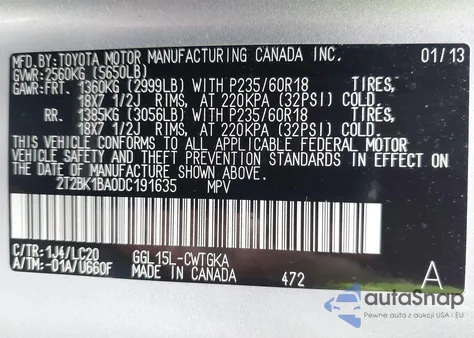 MFD.BY:TOYOTA MOTOR MANUFACTURING CANADA INC. 01/13
GVWR:2560KG (5650LB)
GAWR:FRT. 1360KG (2999LB) WITH P235/60R18 TIRES,
18X7 1/2J RIMS, AT 220KPA (32PSI) COLD.
RR. 1385KG (3056LB) WITH P235/60R18 TIRES,
18X7 1/2J RIMS, AT 220KPA (32PSI) COLD.
THIS VEHICLE CONFORMS TO ALL APPLICABLE FEDERAL MOTOR
VEHICLE SAFETY AND THEFT PREVENTION STANDARDS IN EFFECT ON
THE DATE OF MANUFACTURE SHOWN ABOVE.
2T2BK1BA0DC191635 MPV
C/TR:1J4/LC20 GGL15L-CWTGKA
A/TM:-01A/U660F MADE IN CANADA 472 A
autoSnap
Pewne auta z USA - EU